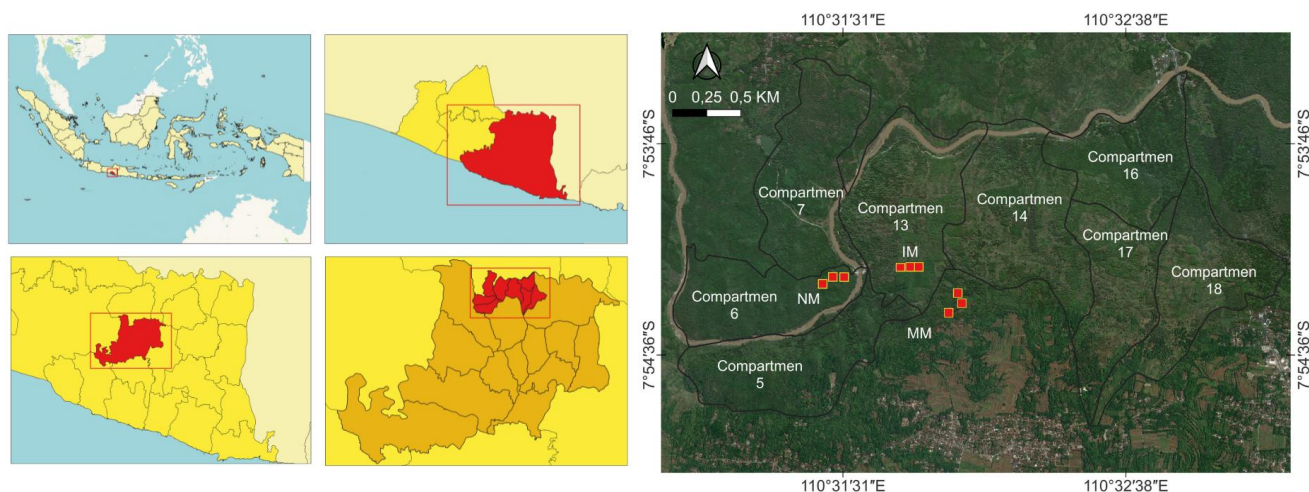 110°31′31″E
110°32′38″E
0 0,25 0,5 KM
7°53′46″S
7°53′46″S
Compartmen
16
Compartmen
7
Compartmen
13
Compartmen
14
Compartmen
17
IM
Compartmen
18
NM
Compartmen
6
MM
7°54′36″S
7°54′36″S
Compartmen
5
110°31′31″E
110°32′38″E